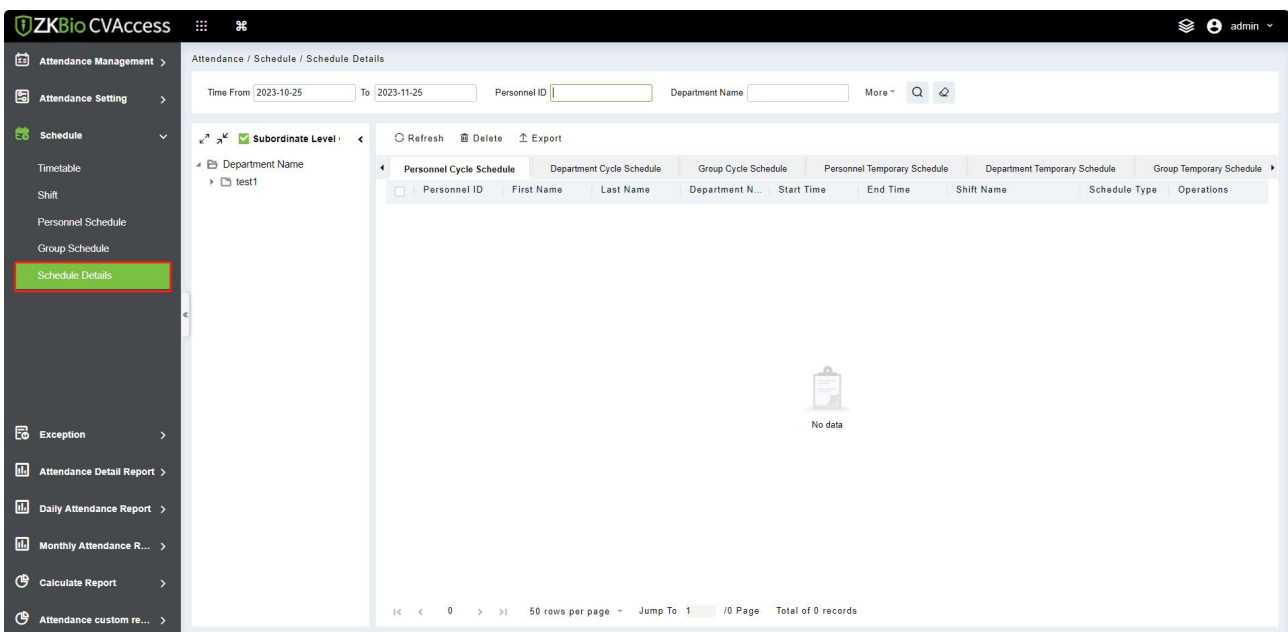 ZKBio CVAccess
admin
Attendance Management
Attendance Setting
Schedule
Timetable
Shift
Personnel Schedule
Group Schedule
Schedule Details
Exception
Attendance Detail Report
Daily Attendance Report
Monthly Attendance R...
Calculate Report
Attendance custom re...
Attendance / Schedule / Schedule Details
Time From 2023-10-25 To 2023-11-25 Personnel ID Department Name More
Subordinate Level
Department Name
test1
Refresh Delete Export
Personnel Cycle Schedule Department Cycle Schedule Group Cycle Schedule Personnel Temporary Schedule Department Temporary Schedule Group Temporary Schedule
Personnel ID First Name Last Name Department N... Start Time End Time Shift Name Schedule Type Operations
No data
0 50 rows per page Jump To 1 /0 Page Total of 0 records